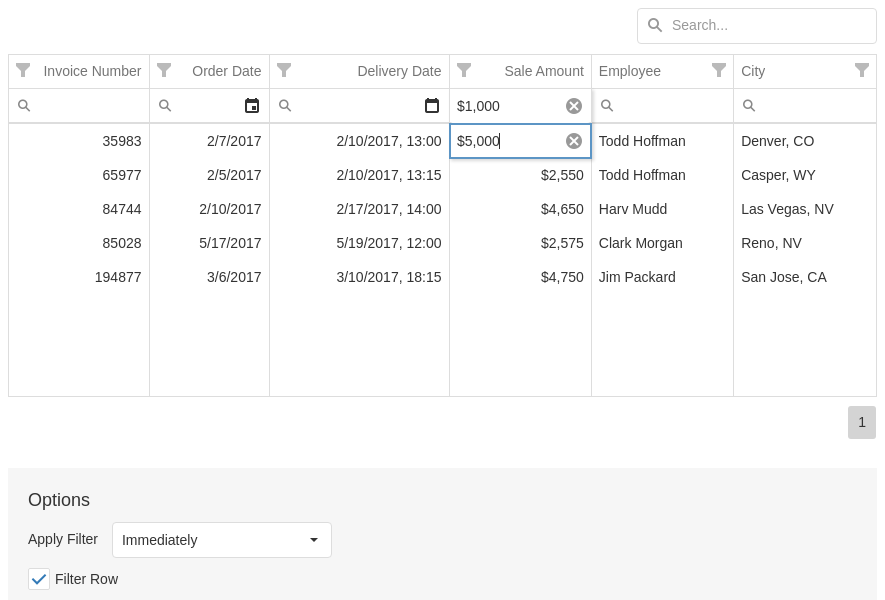 Search...
Invoice Number Order Date Delivery Date Sale Amount Employee City
$1,000
35983 2/7/2017 2/10/2017, 13:00 $5,000 Todd Hoffman Denver, CO
65977 2/5/2017 2/10/2017, 13:15 $2,550 Todd Hoffman Casper, WY
84744 2/10/2017 2/17/2017, 14:00 $4,650 Harv Mudd Las Vegas, NV
85028 5/17/2017 5/19/2017, 12:00 $2,575 Clark Morgan Reno, NV
194877 3/6/2017 3/10/2017, 18:15 $4,750 Jim Packard San Jose, CA
1
Options
Apply Filter Immediately
Filter Row